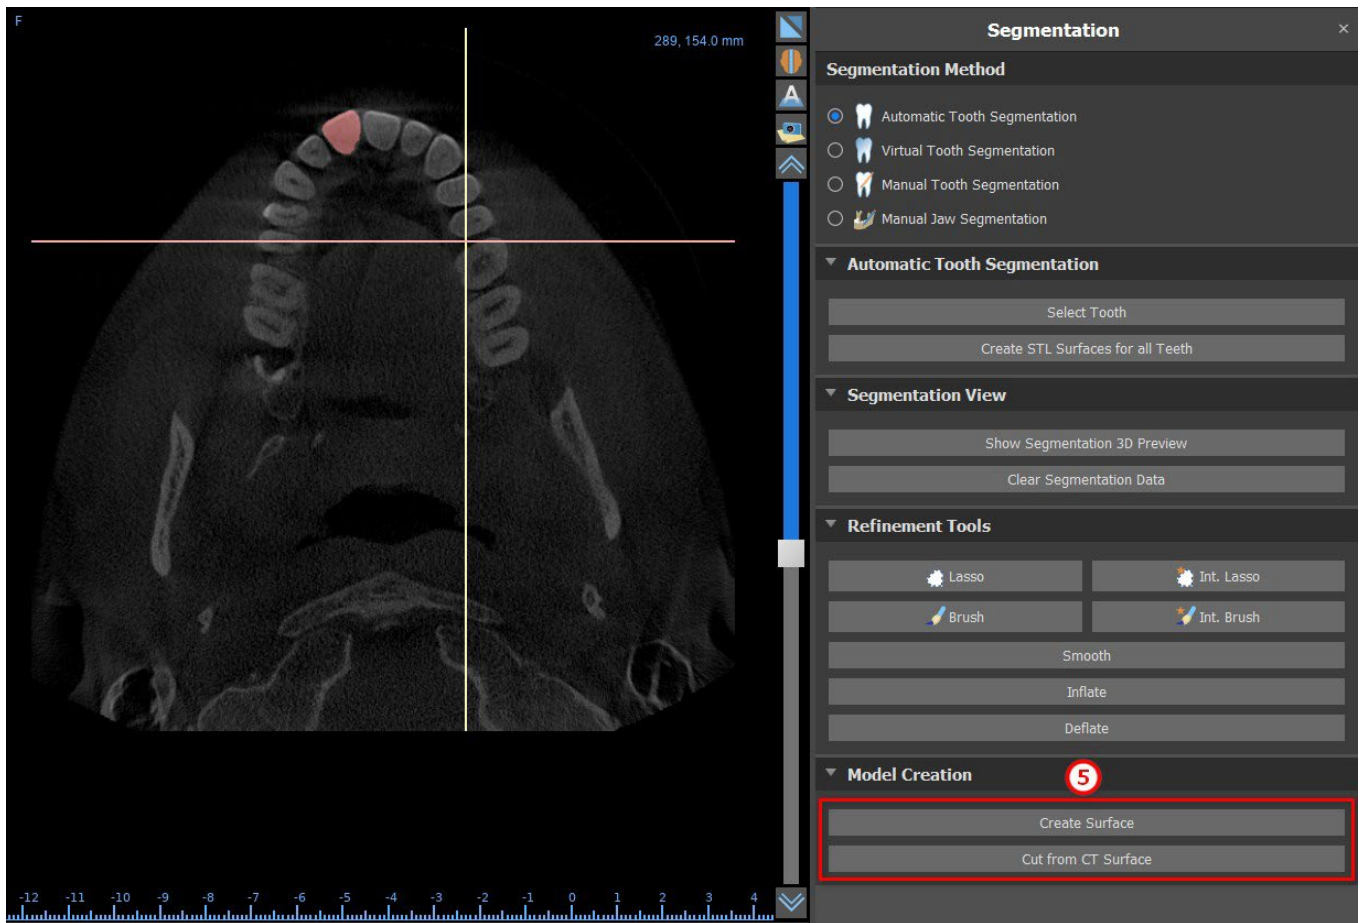 F
289, 154.0 mm
Segmentation ×
Segmentation Method
Automatic Tooth Segmentation
Virtual Tooth Segmentation
Manual Tooth Segmentation
Manual Jaw Segmentation
Automatic Tooth Segmentation
Select Tooth
Create STL Surfaces for all Teeth
Segmentation View
Show Segmentation 3D Preview
Clear Segmentation Data
Refinement Tools
Lasso Int. Lasso
Brush Int. Brush
Smooth
Inflate
Deflate
Model Creation 5
Create Surface
Cut from CT Surface
-12 -11 -10 -9 -8 -7 -6 -5 -4 -3 -2 -1 0 1 2 3 4